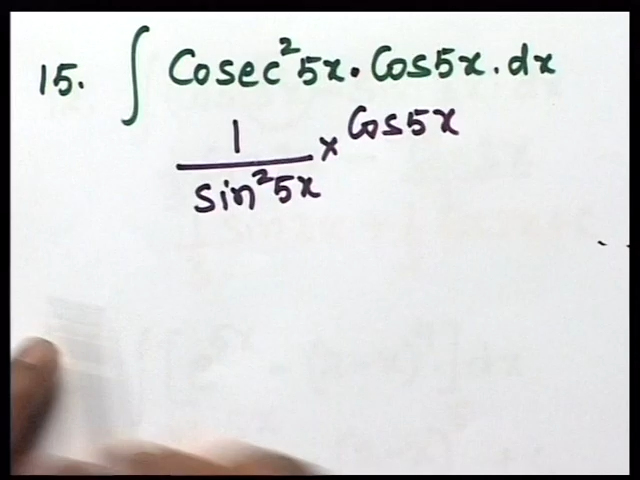 15. ∫ Cosec²5x. Cos5x. dx
1/sin²5x × Cos5x